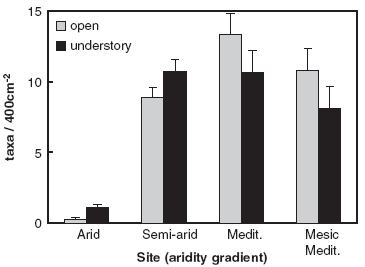 15
10
5
0
taxa / 400cm-2
open
understory
Arid Semi-arid Medit. Mesic
Medit.
Site (aridity gradient)